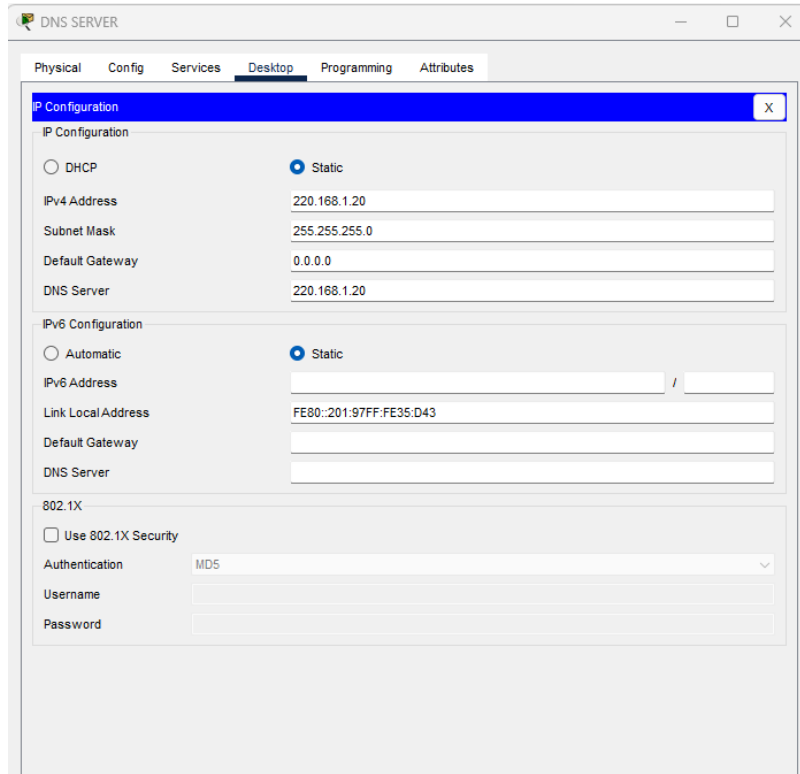 DNS SERVER
Physical Config Services Desktop Programming Attributes
IP Configuration X
IP Configuration
DHCP Static
IPv4 Address 220.168.1.20
Subnet Mask 255.255.255.0
Default Gateway 0.0.0.0
DNS Server 220.168.1.20
IPv6 Configuration
Automatic Static
IPv6 Address /
Link Local Address FE80::201:97FF:FE35:D43
Default Gateway
DNS Server
802.1X
Use 802.1X Security
Authentication MD5
Username
Password